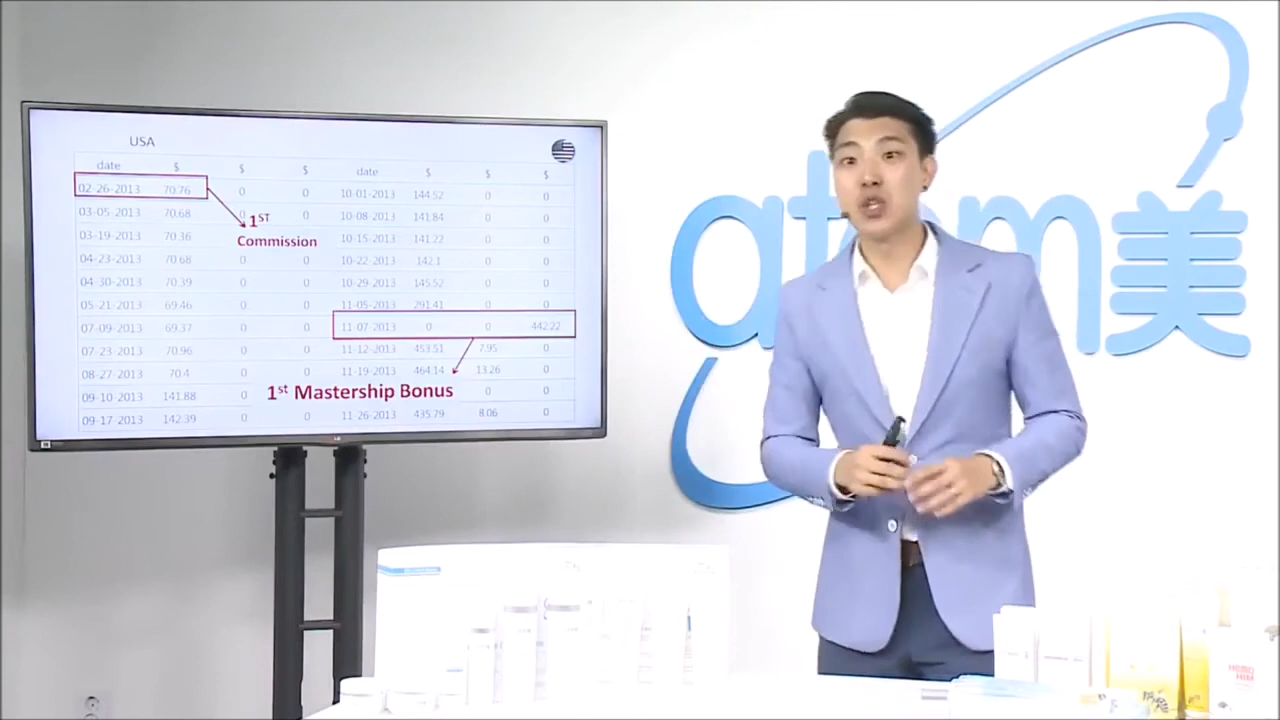 USA
date $ $ $ date $ $ $
02-26-2013 70.76 0 0 10-01-2013 144.52 0 0
03-05-2013 70.68 0 0 10-08-2013 141.84 0 0
1ST
Commission
03-19-2013 70.36 0 10-15-2013 141.22 0 0
04-23-2013 70.68 0 0 10-22-2013 142.1 0 0
04-30-2013 70.39 0 0 10-29-2013 145.52 0 0
05-21-2013 69.46 0 0 11-05-2013 291.41 0 0
07-09-2013 69.37 0 0 11-07-2013 0 0 442.22
07-23-2013 70.96 0 0 11-12-2013 453.51 7.95 0
08-27-2013 70.4 0 0 11-19-2013 464.14 13.26 0
09-10-2013 141.88 0 0 0
1st Mastership Bonus
09-17-2013 142.39 0 0 11-26-2013 435.79 8.06 0
LG
atom美
HEMO
HIM